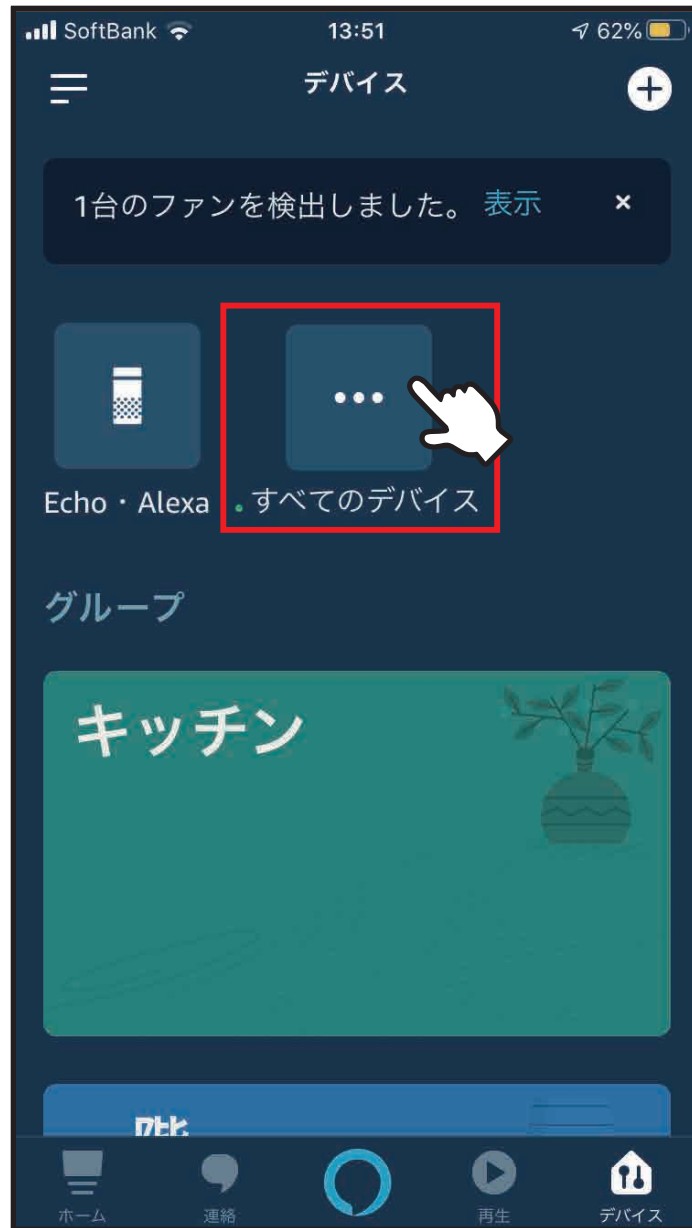 SoftBank 13:51 62%
デバイス
1台のファンを検出しました。 表示 ×
Echo・Alexa すべてのデバイス
グループ
キッチン
ホーム 連絡 再生 デバイス